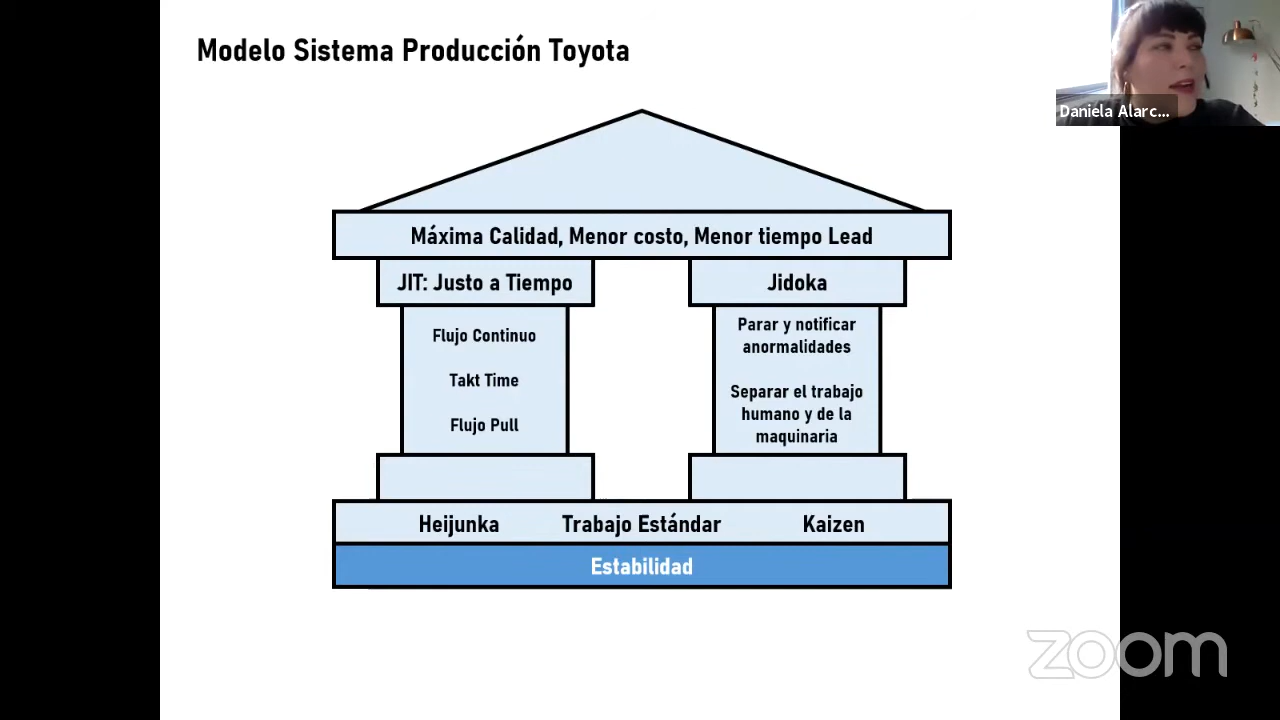 Modelo Sistema Producción Toyota
Daniela Alarc...
Máxima Calidad, Menor costo, Menor tiempo Lead
JIT: Justo a Tiempo
Flujo Continuo
Takt Time
Flujo Pull
Jidoka
Parar y notificar
anormalidades
Separar el trabajo
humano y de la
maquinaria
Heijunka
Trabajo Estándar
Kaizen
Estabilidad
zoom